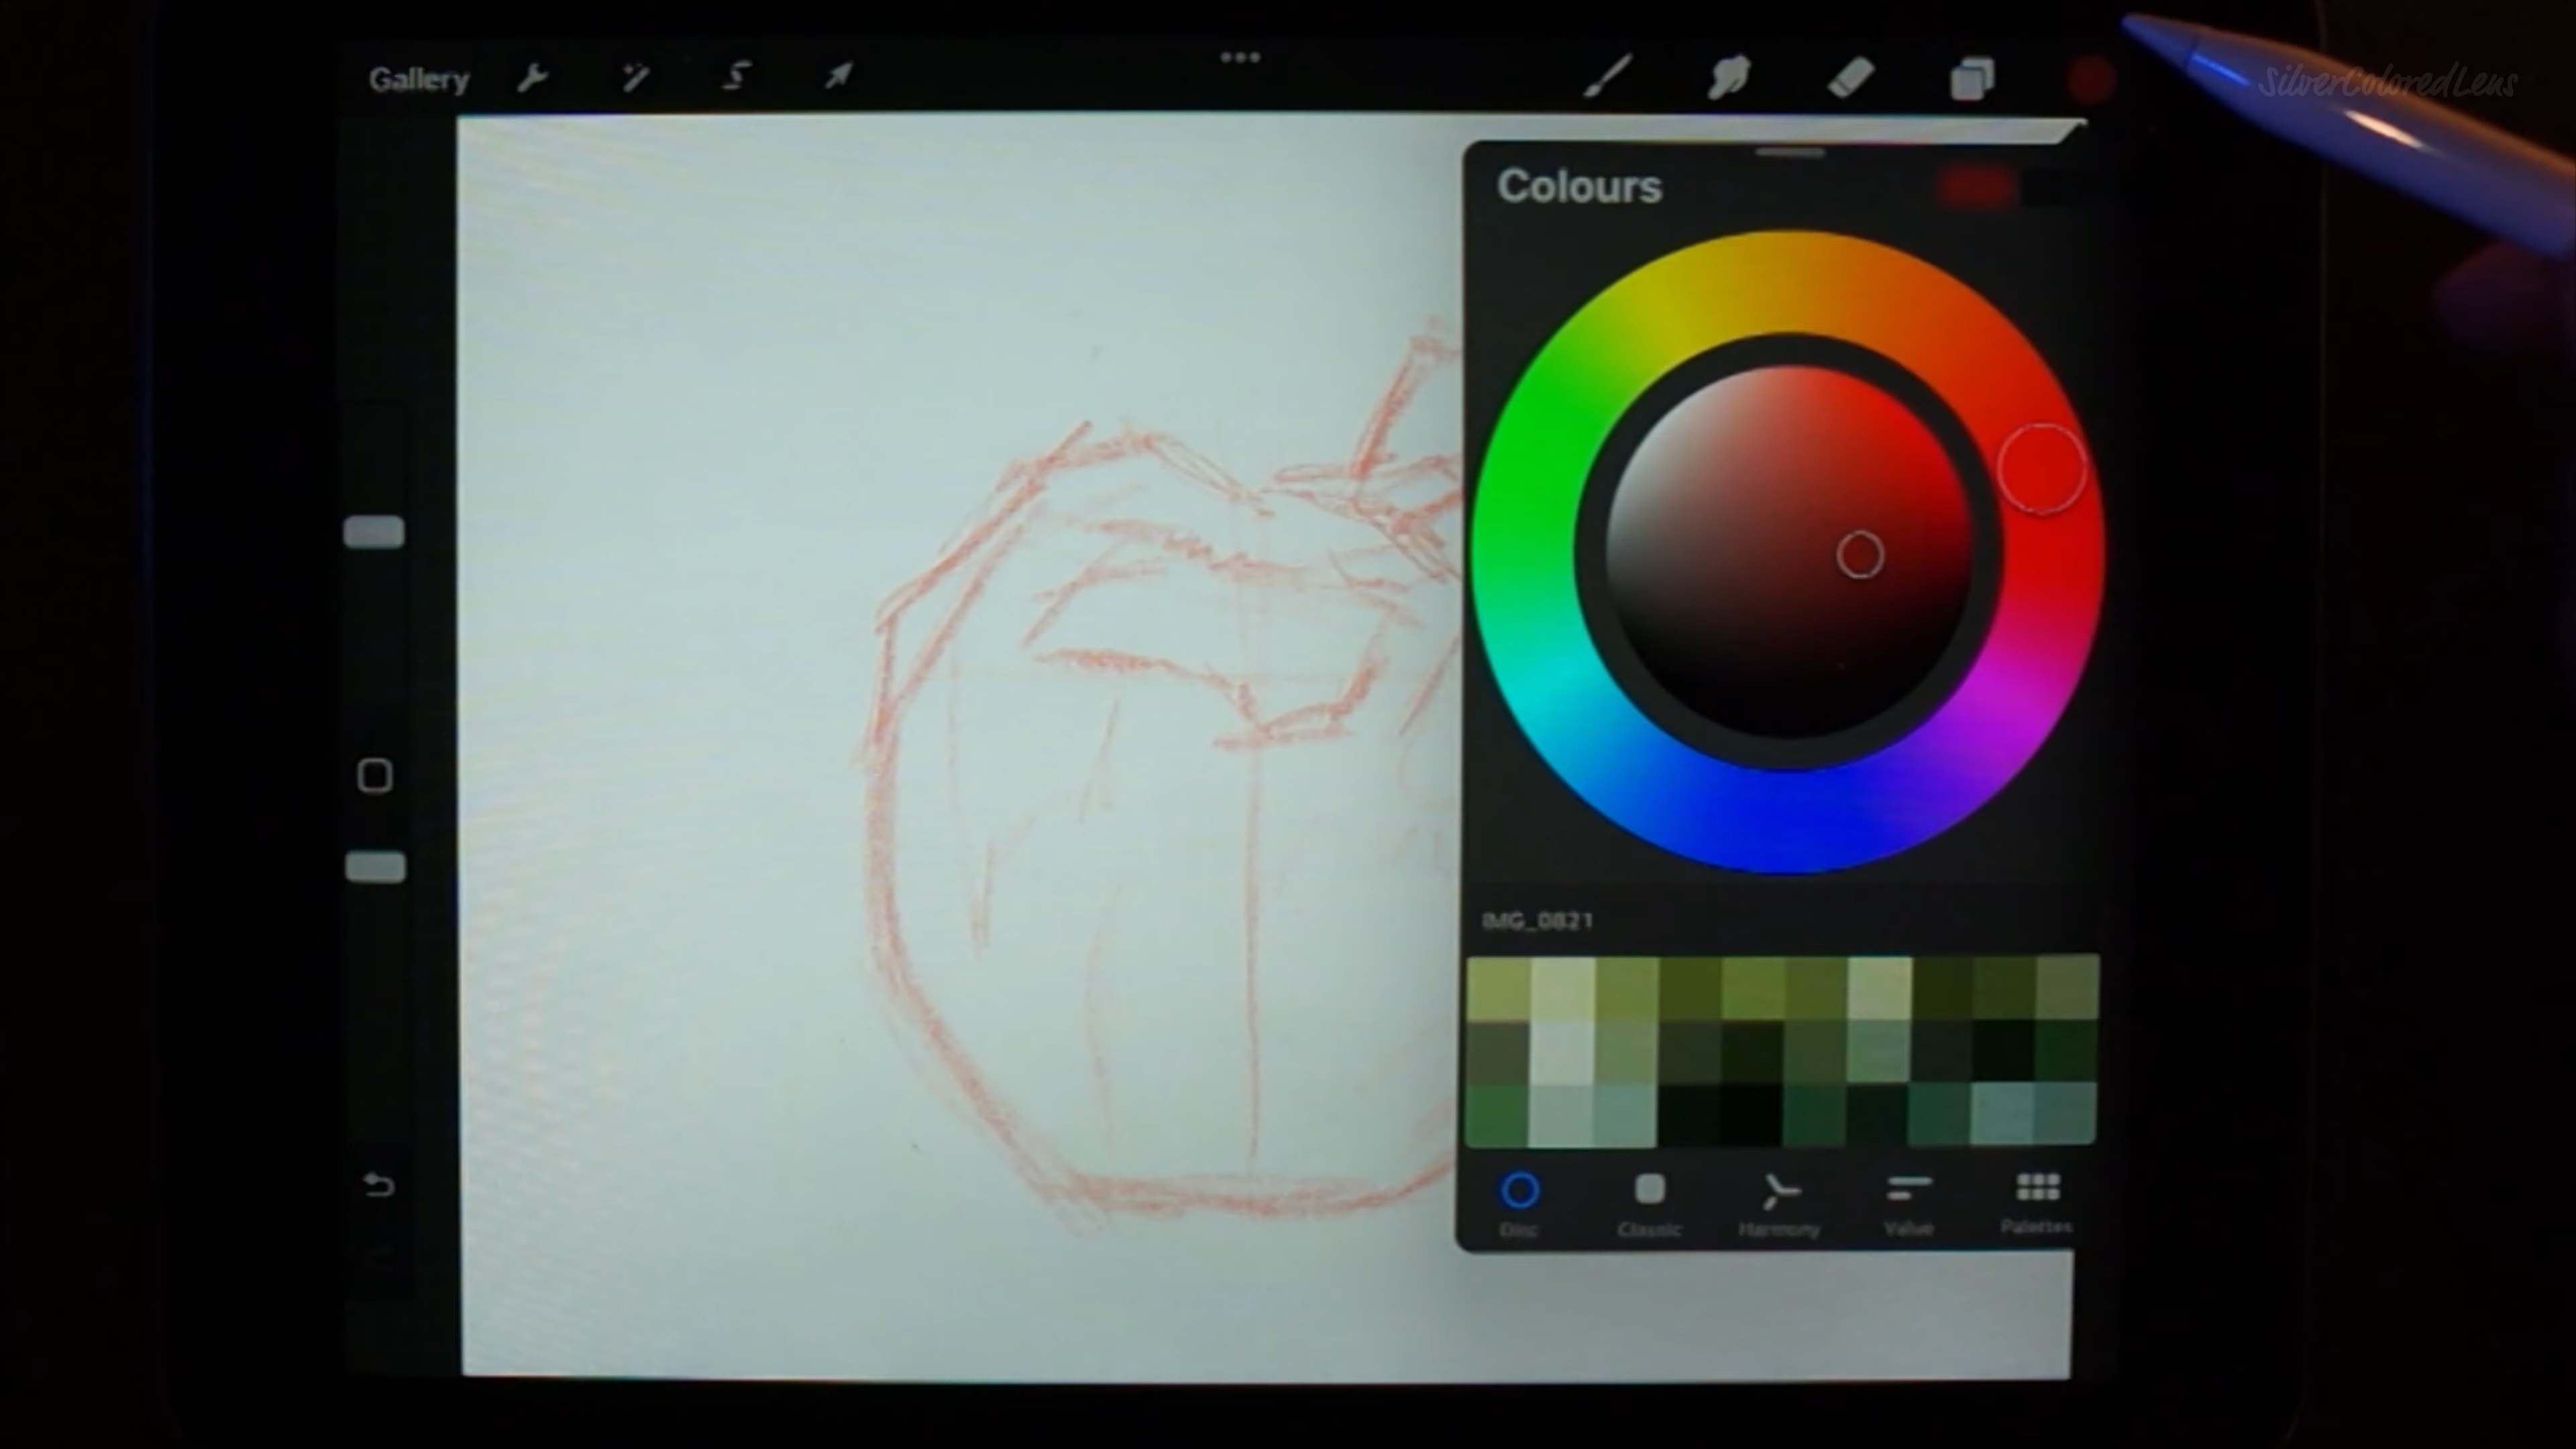 Gallery
SilverColoredLens
Colours
IMG_0821
Disc
Classic
Harmony
Value
Palettes